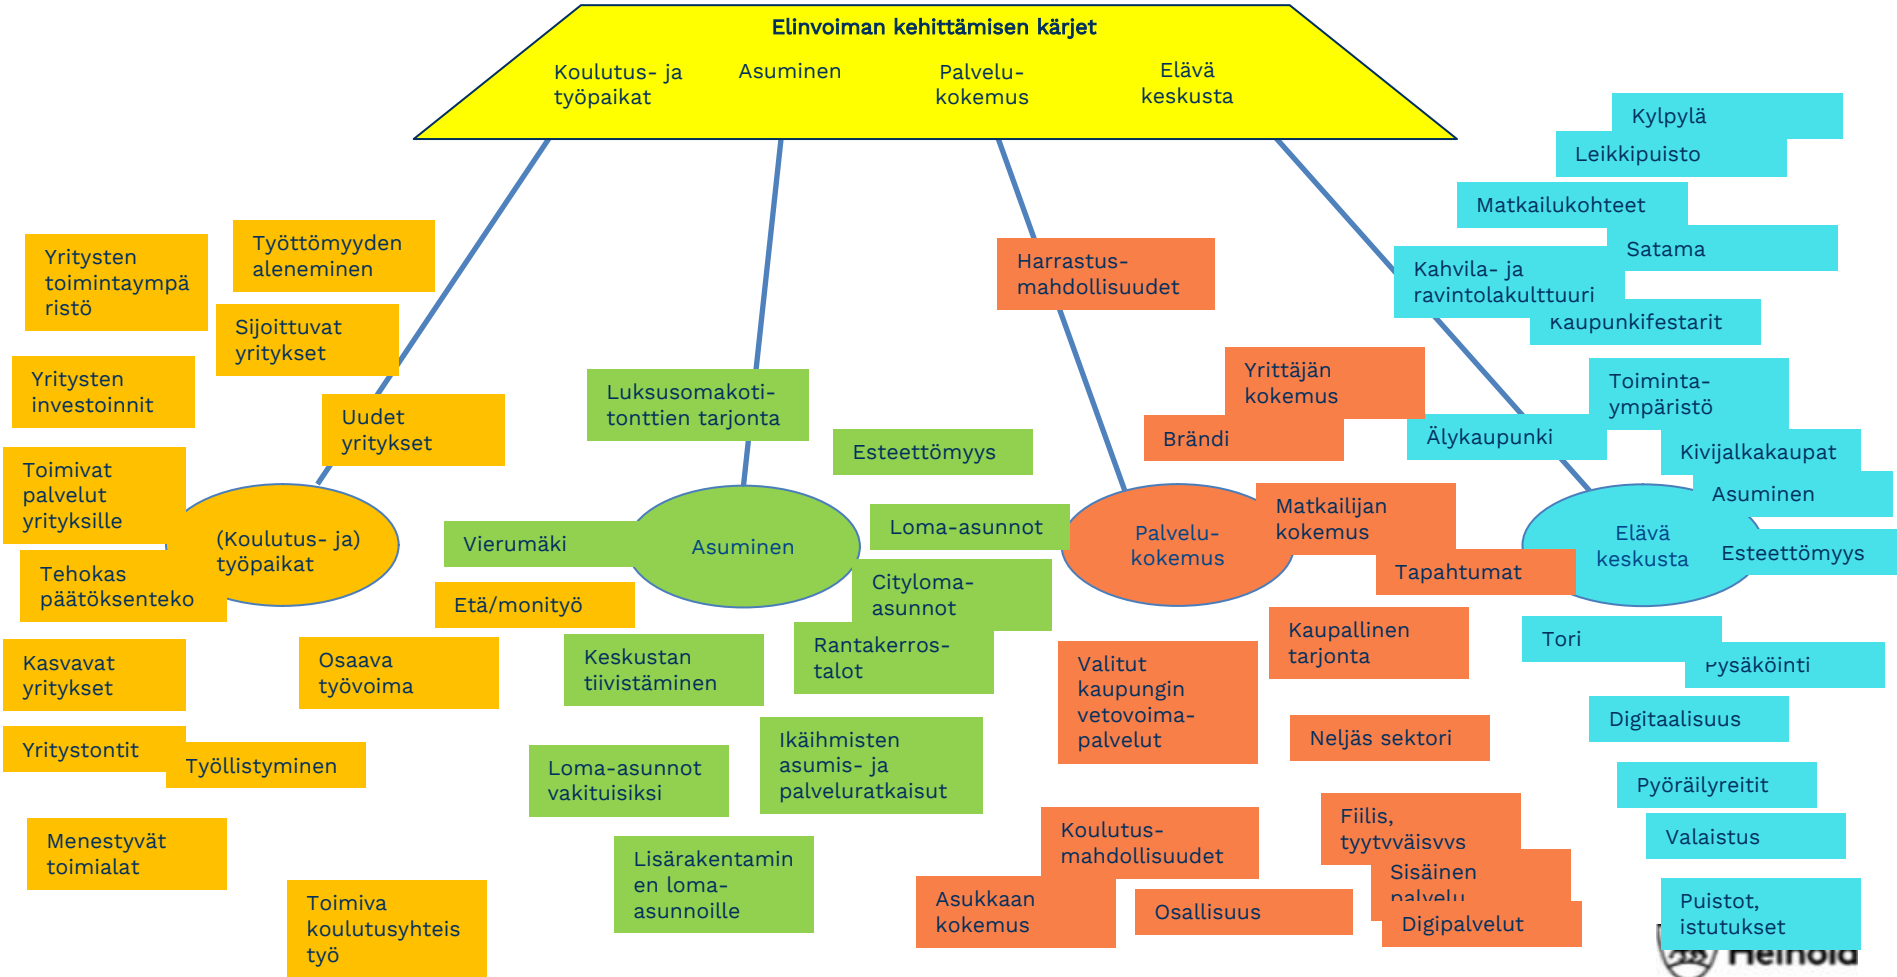 Elinvoiman kehittämisen kärjet
Koulutus- ja
työpaikat
Asuminen
Palvelu-
kokemus
Elävä
keskusta
Yritysten
toimintaympä
ristö
Työttömyyden
aleneminen
Sijoittuvat
yritykset
Yritysten
investoinnit
Uudet
yritykset
Toimivat
palvelut
yrityksille
(Koulutus- ja)
työpaikat
Tehokas
päätöksenteko
Etä/monityö
Kasvavat
yritykset
Osaava
työvoima
Yritystontit
Työllistyminen
Menestyvät
toimialat
Toimiva
koulutusyhteis
työ
Luksusomakoti-
tonttien tarjonta
Esteettömyys
Vierumäki
Asuminen
Loma-asunnot
Cityloma-
asunnot
Rantakerros-
talot
Keskustan
tiivistäminen
Loma-asunnot
vakituisiksi
Ikäihmisten
asumis- ja
palveluratkaisut
Lisärakentamin
en loma-
asunnoille
Harrastus-
mahdollisuudet
Yrittäjän
kokemus
Brändi
Palvelu-
kokemus
Matkailijan
kokemus
Tapahtumat
Kaupallinen
tarjonta
Valitut
kaupungin
vetovoima-
palvelut
Neljäs sektori
Koulutus-
mahdollisuudet
Fiilis,
tyytyväisyys
Sisäinen
palvelu
Asukkaan
kokemus
Osallisuus
Digipalvelut
Kylpylä
Leikkipuisto
Matkailukohteet
Satama
Kahvila- ja
ravintolakulttuuri
Kaupunkifestarit
Toiminta-
ympäristö
Älykaupunki
Kivijalkakaupat
Asuminen
Elävä
keskusta
Esteettömyys
Tori
Pysäköinti
Digitaalisuus
Pyöräilyreitit
Valaistus
Puistot,
istutukset
Heinola